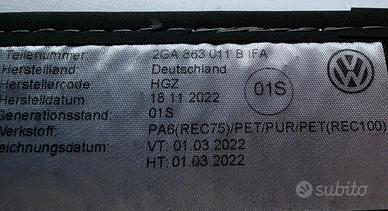 Teilenummer: 2GA 863 011 B IFA
Herstelland Deutschland
Herstellercode HGZ
Herstelldatum 18.11.2022
Generationsstand: 01S
Werkstoff: PA6(REC75)/PET/PUR/PET(REC100)
eichnungsdatum: VT: 01.03.2022
HT: 01.03.2022
01S
VW
subito